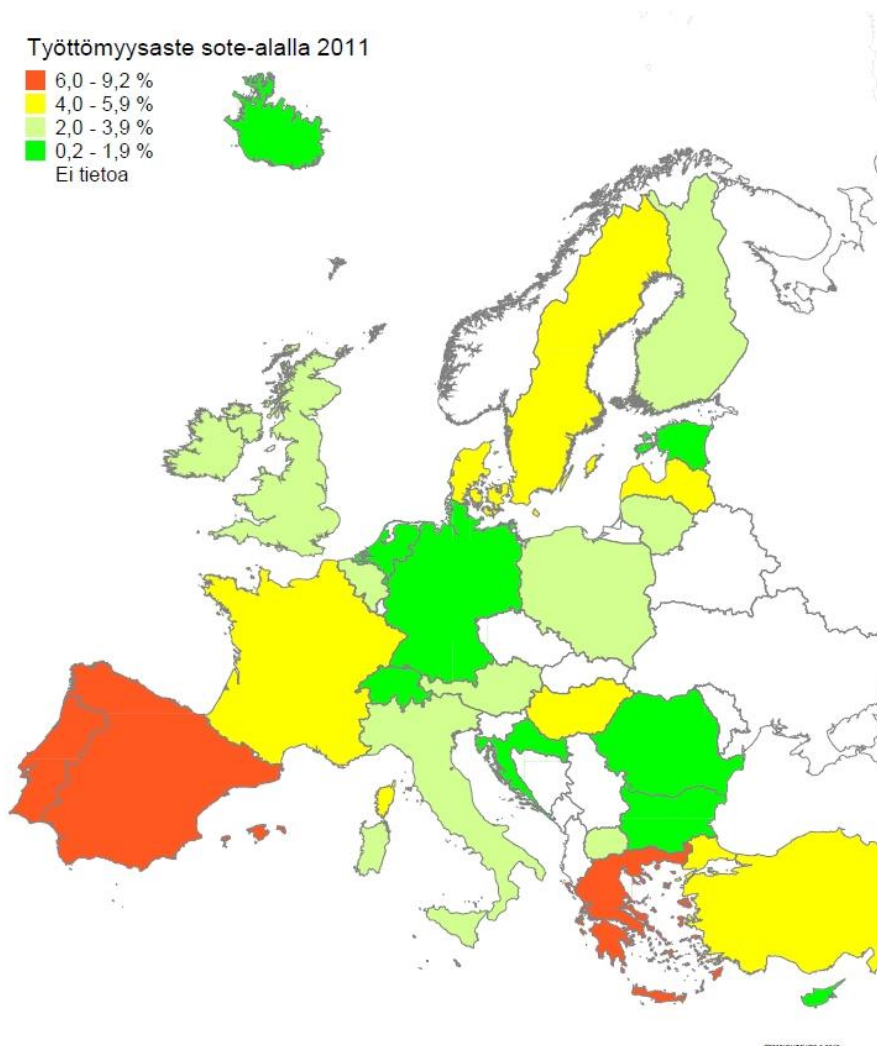 Työttömyysaste sote-alalla 2011
6,0 - 9,2 %
4,0 - 5,9 %
2,0 - 3,9 %
0,2 - 1,9 %
Ei tietoa